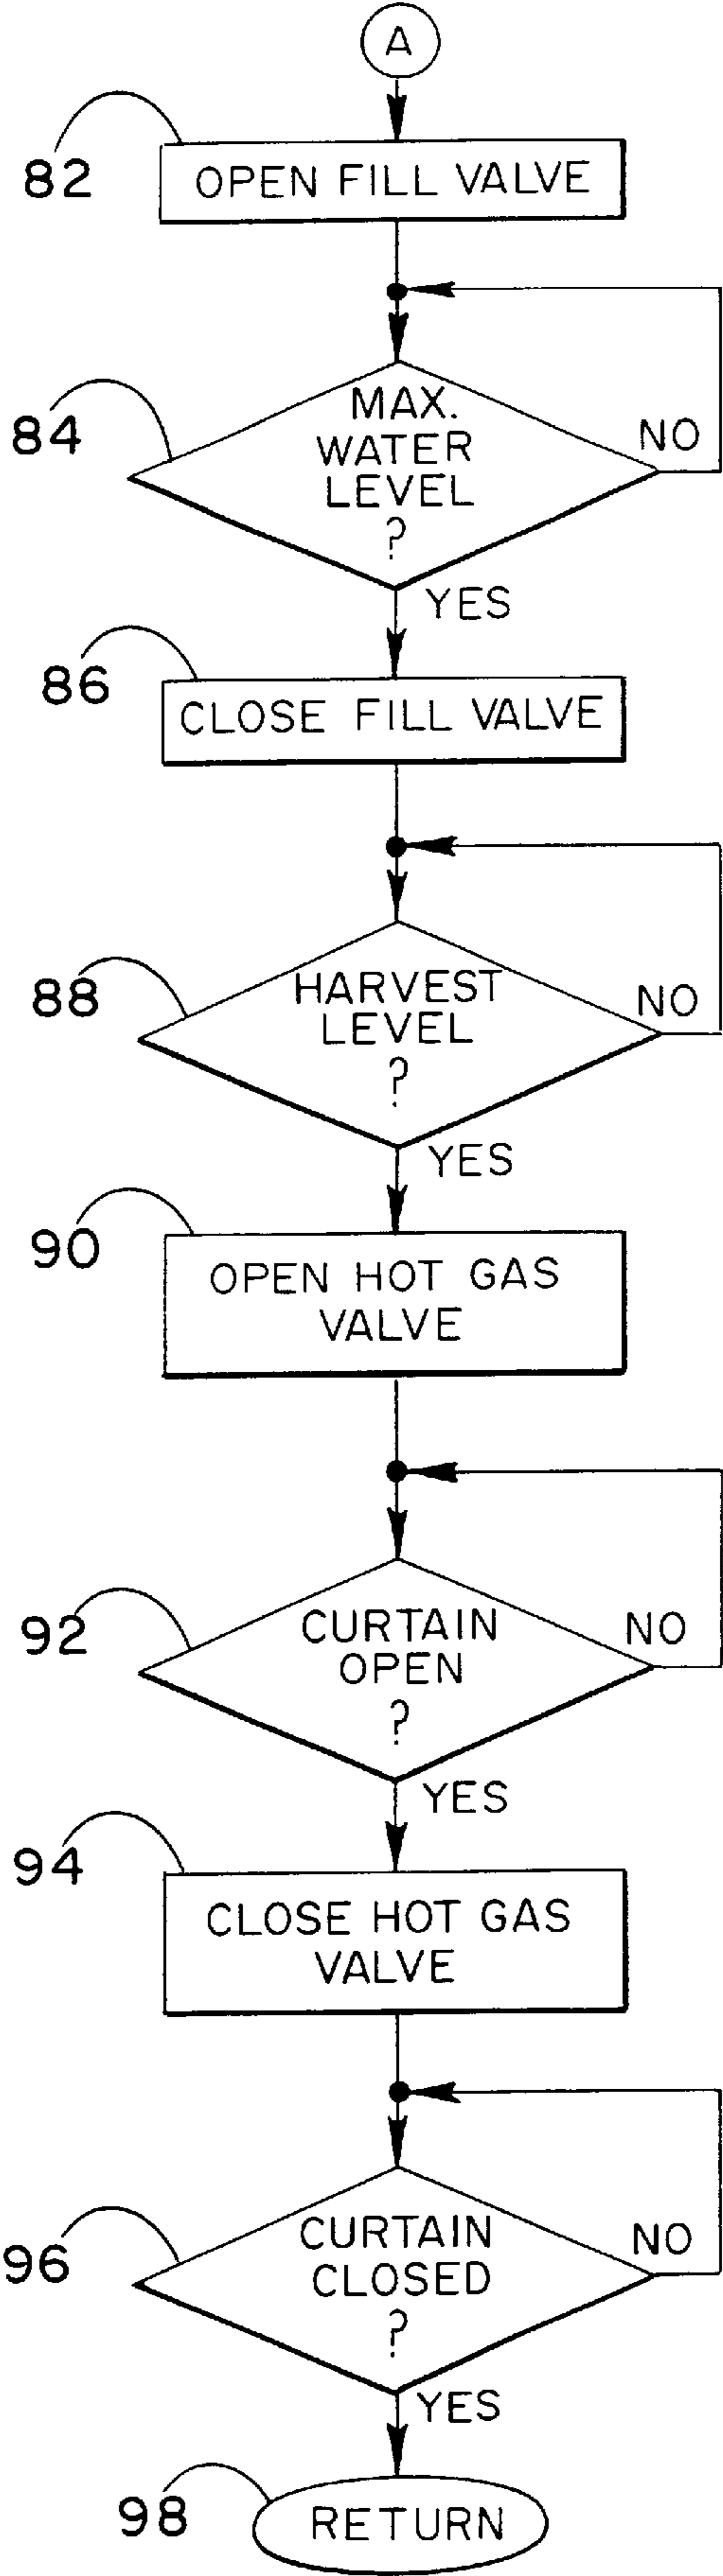 A
82
OPEN FILL VALVE
84
MAX.
WATER
LEVEL
?
NO
YES
86
CLOSE FILL VALVE
88
HARVEST
LEVEL
?
NO
YES
90
OPEN HOT GAS
VALVE
92
CURTAIN
OPEN
?
NO
YES
94
CLOSE HOT GAS
VALVE
96
CURTAIN
CLOSED
?
NO
YES
98
RETURN